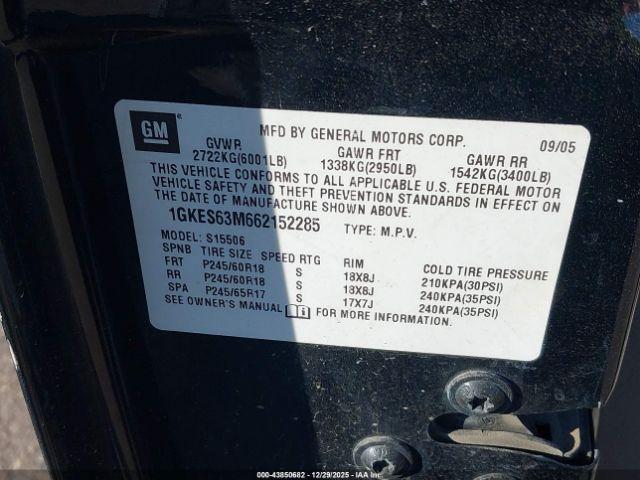 GM
MFD BY GENERAL MOTORS CORP. 09/05
GVWR GAWR FRT GAWR RR
2722KG(6001LB) 1338KG(2950LB) 1542KG(3400LB)
THIS VEHICLE CONFORMS TO ALL APPLICABLE U.S. FEDERAL MOTOR
VEHICLE SAFETY AND THEFT PREVENTION STANDARDS IN EFFECT ON
THE DATE OF MANUFACTURE SHOWN ABOVE.
1GKES63M662152285 TYPE: M.P.V.
MODEL: S15506
SPNB TIRE SIZE SPEED RTG RIM COLD TIRE PRESSURE
FRT P245/60R18 S 18X8J 210KPA(30PSI)
RR P245/60R18 S 18X8J 240KPA(35PSI)
SPA P245/65R17 S 17X7J 240KPA(35PSI)
SEE OWNER'S MANUAL FOR MORE INFORMATION.
000-43850682 | 12/29/2025 | IAAI.COM